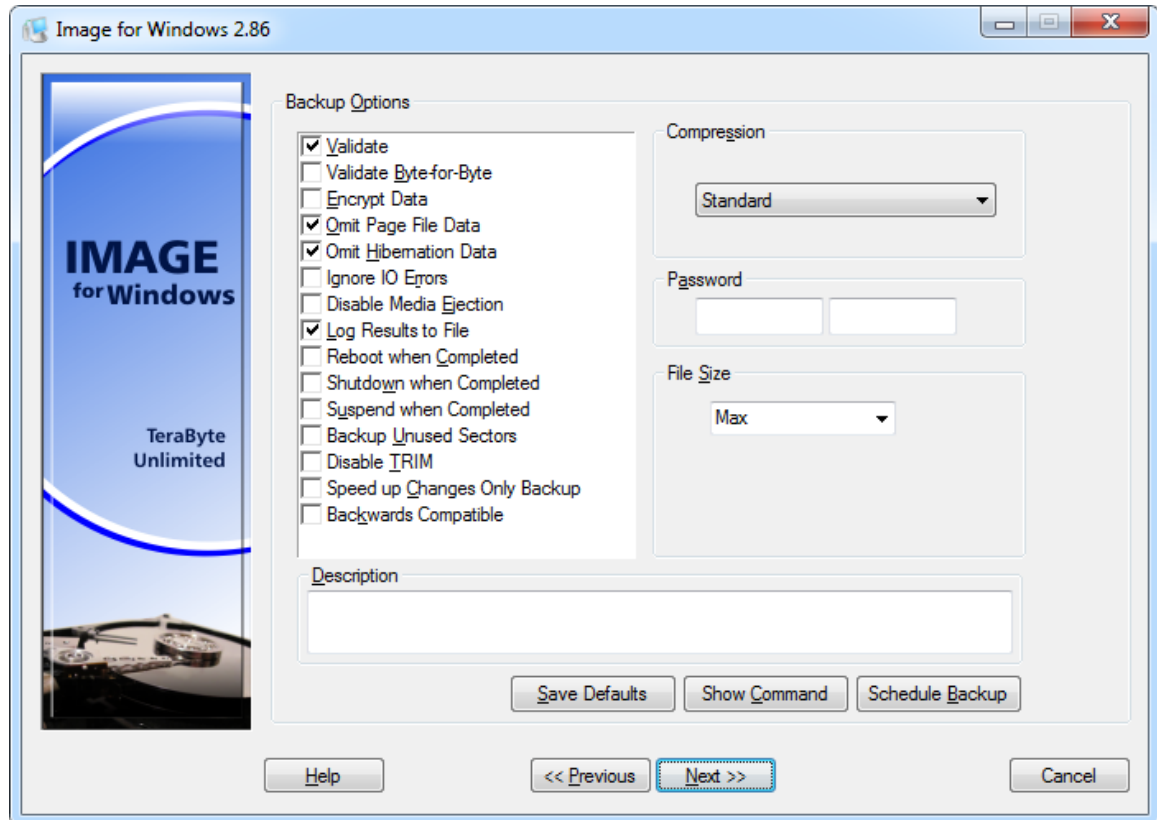 Image for Windows 2.86
IMAGE
for Windows
TeraByte
Unlimited
Backup Options
Validate
Validate Byte-for-Byte
Encrypt Data
Omit Page File Data
Omit Hibernation Data
Ignore IO Errors
Disable Media Ejection
Log Results to File
Reboot when Completed
Shutdown when Completed
Suspend when Completed
Backup Unused Sectors
Disable TRIM
Speed up Changes Only Backup
Backwards Compatible
Compression
Standard
Password
File Size
Max
Description
Save Defaults
Show Command
Schedule Backup
Help
<< Previous
Next >>
Cancel